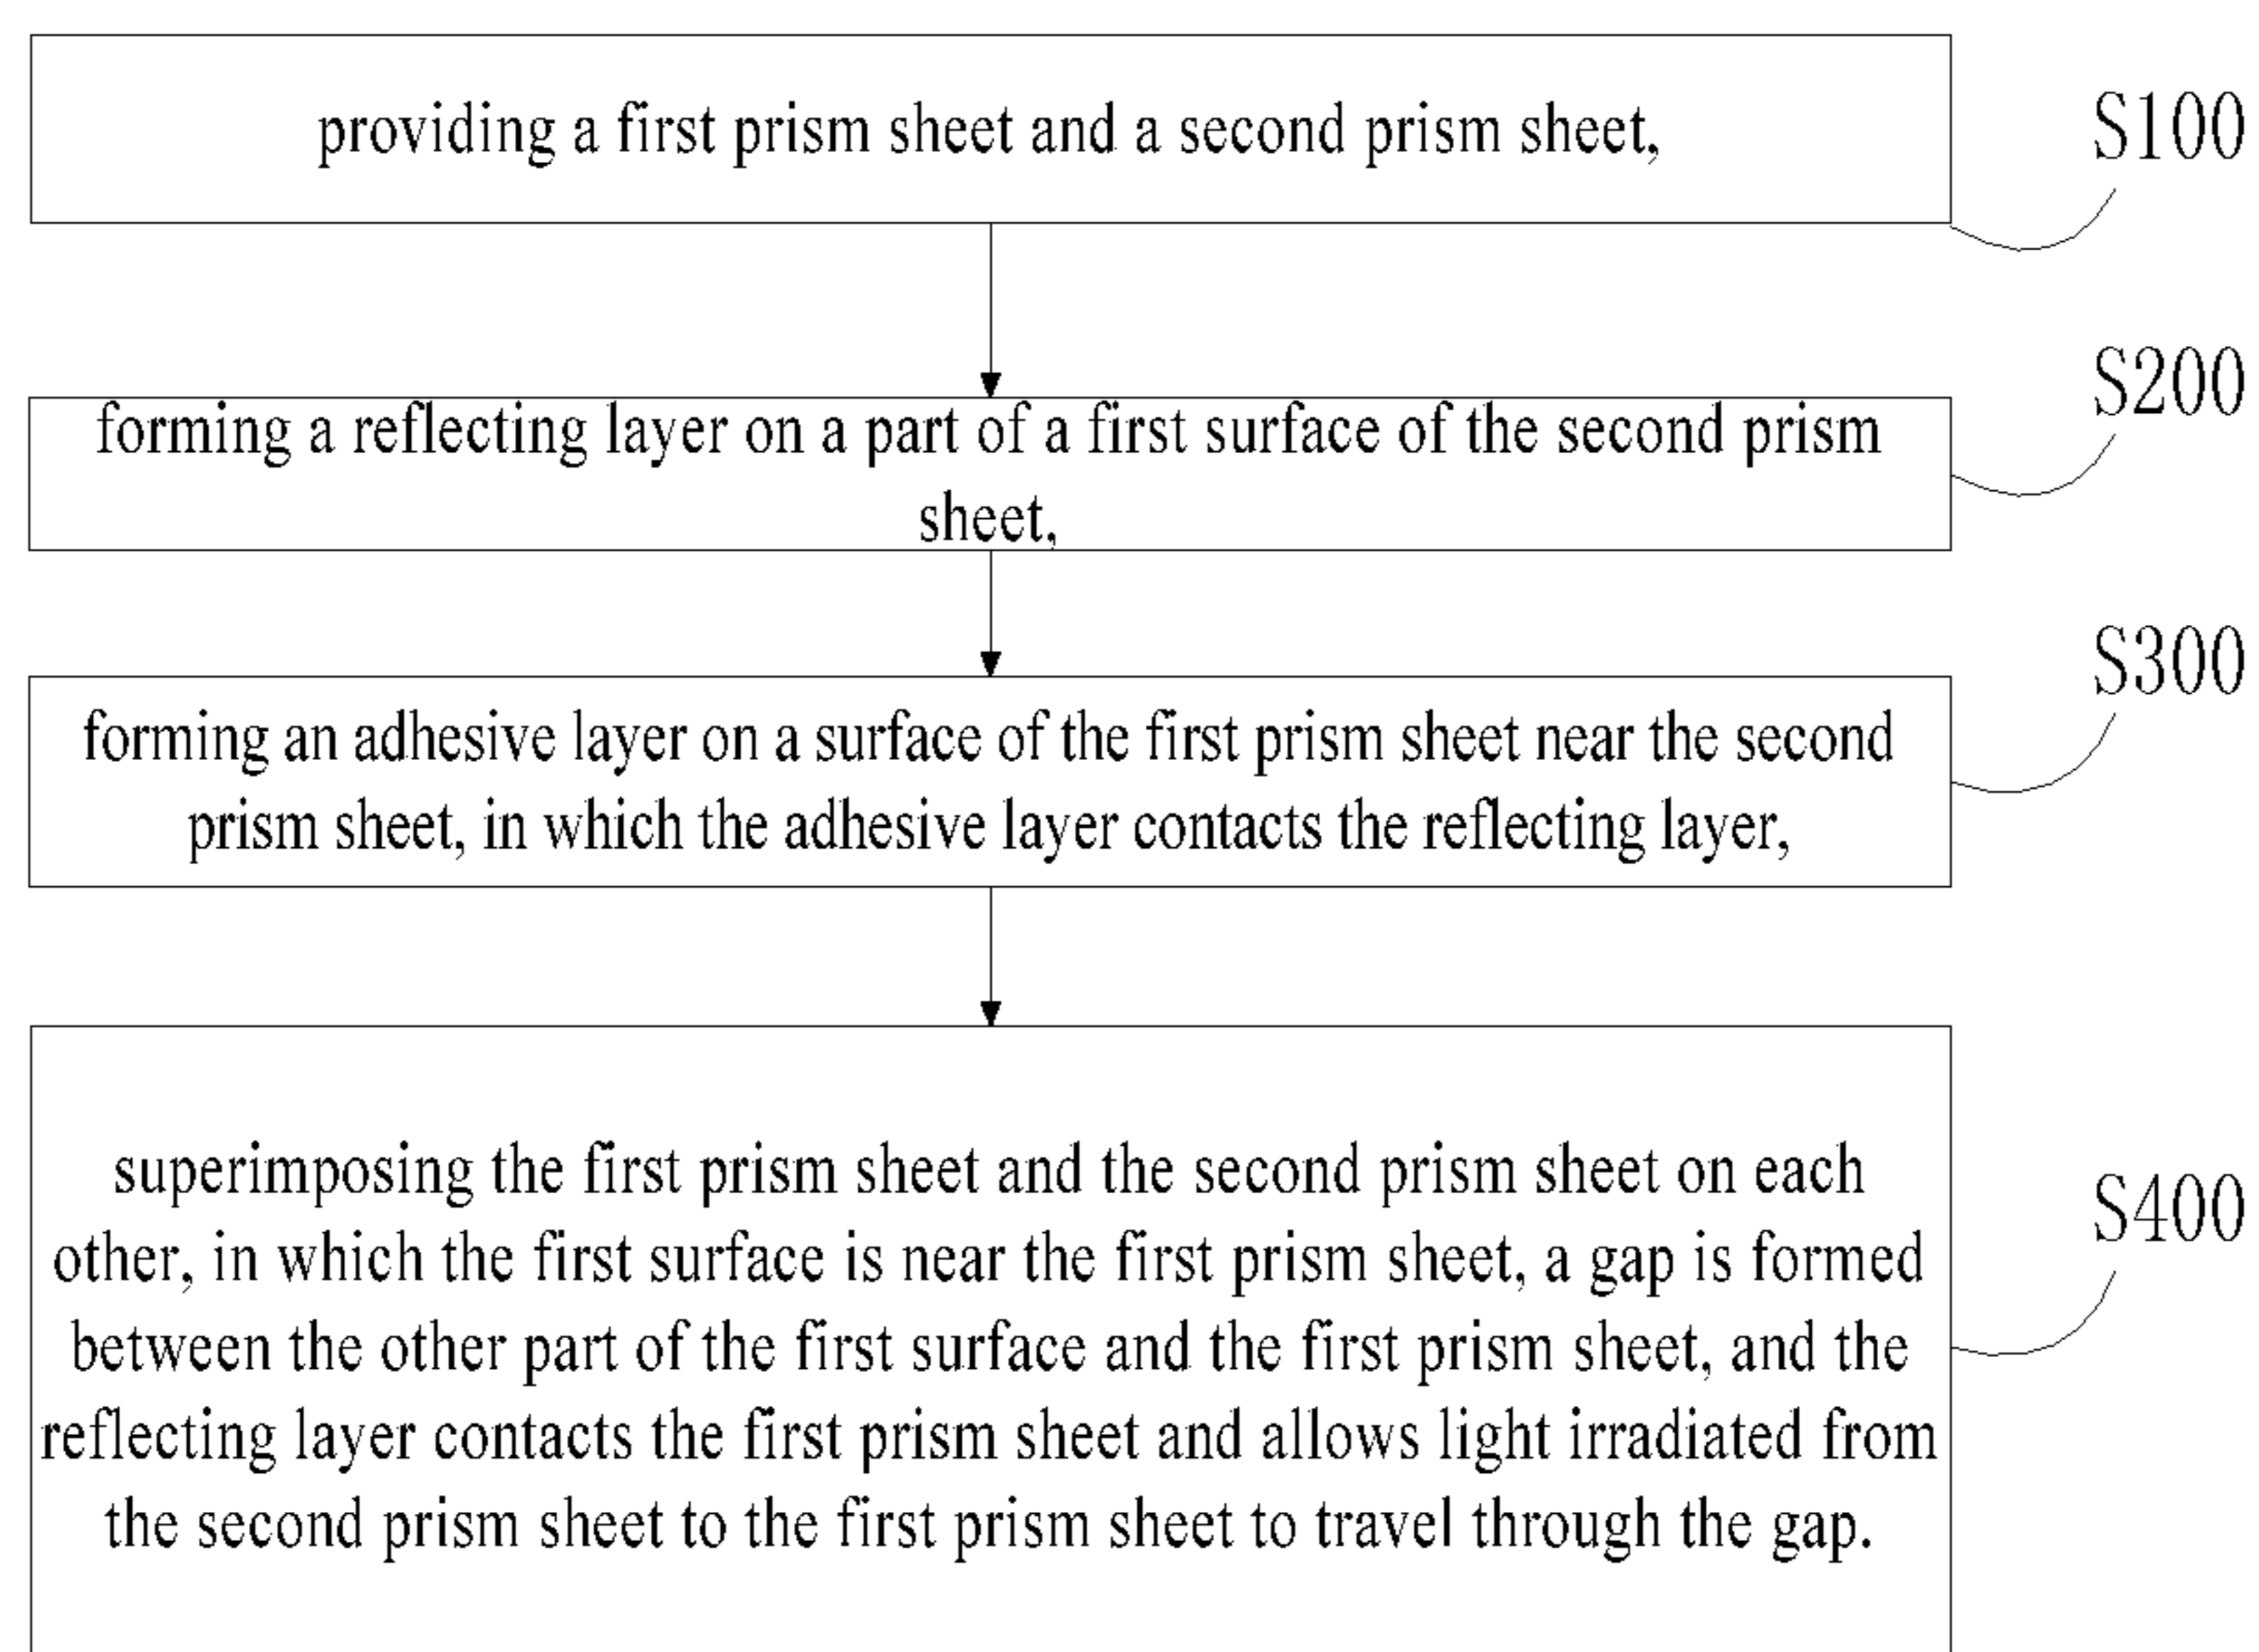 providing a first prism sheet and a second prism sheet,
S100
forming a reflecting layer on a part of a first surface of the second prism
sheet,
S200
forming an adhesive layer on a surface of the first prism sheet near the second
prism sheet, in which the adhesive layer contacts the reflecting layer,
S300
superimposing the first prism sheet and the second prism sheet on each
other, in which the first surface is near the first prism sheet, a gap is formed
between the other part of the first surface and the first prism sheet, and the
reflecting layer contacts the first prism sheet and allows light irradiated from
the second prism sheet to the first prism sheet to travel through the gap.
S400